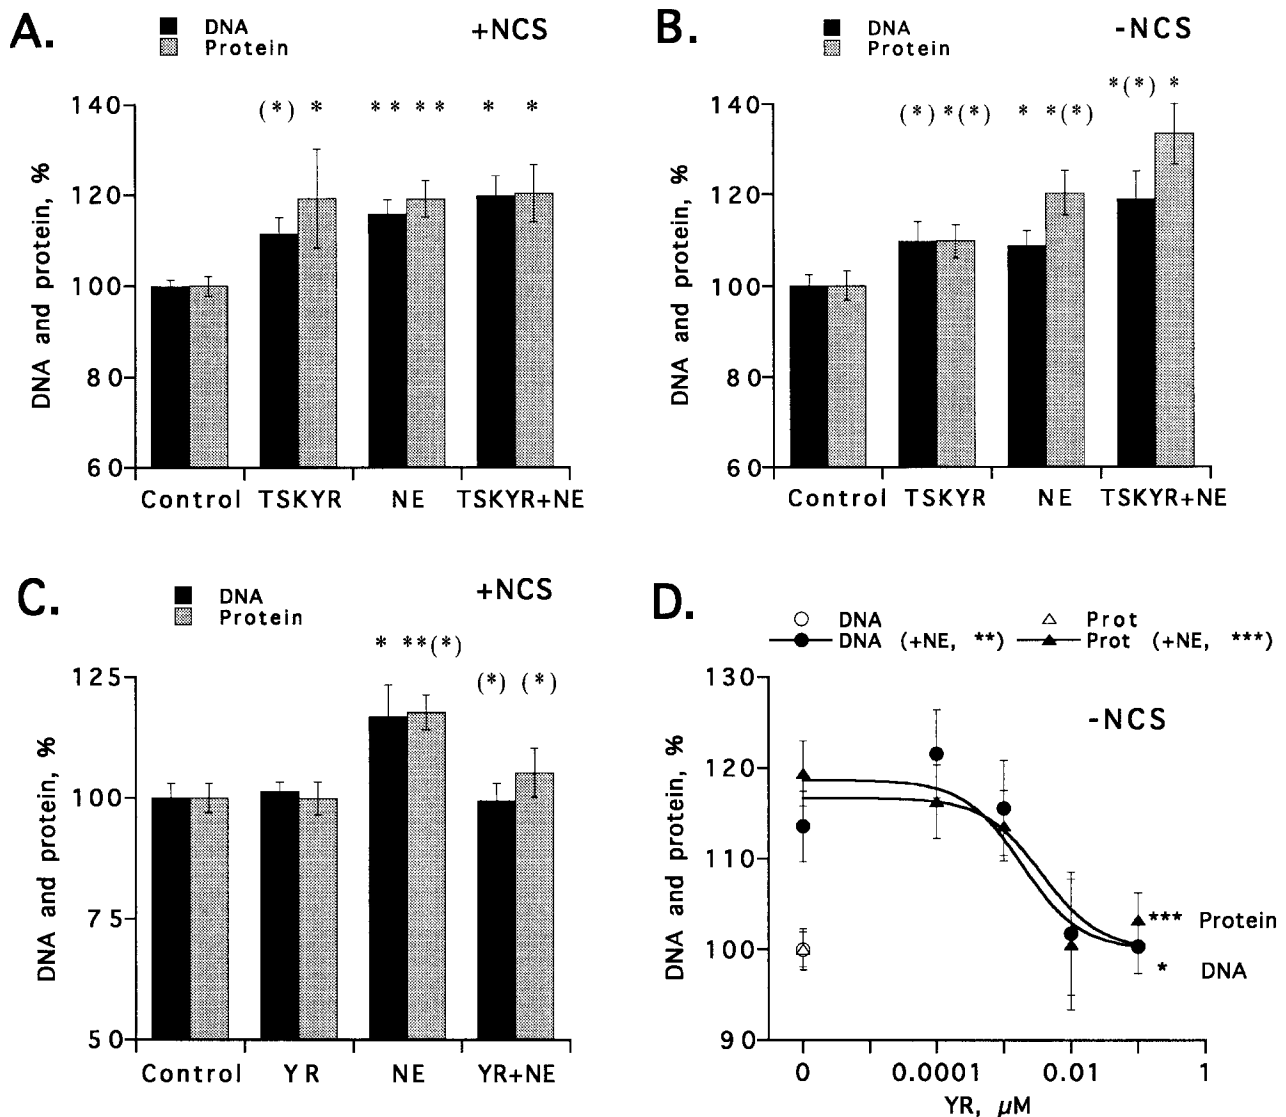 A.
DNA
Protein
+NCS
(*) * ** ** * *
140
120
100
80
60
DNA and protein, %
Control TSKYR NE TSKYR+NE
B.
DNA
Protein
-NCS
(*) *(*) * *(*) *(*) *
140
120
100
80
60
DNA and protein, %
Control TSKYR NE TSKYR+NE
C.
DNA
Protein
+NCS
* **(*)
(*) (*)
125
100
75
50
DNA and protein, %
Control YR NE YR+NE
D.
DNA Prot
DNA (+NE, **) Prot (+NE, ***)
-NCS
130
120
110
100
90
DNA and protein, %
*** Protein
* DNA
0 0.0001 0.01 1
YR, µM